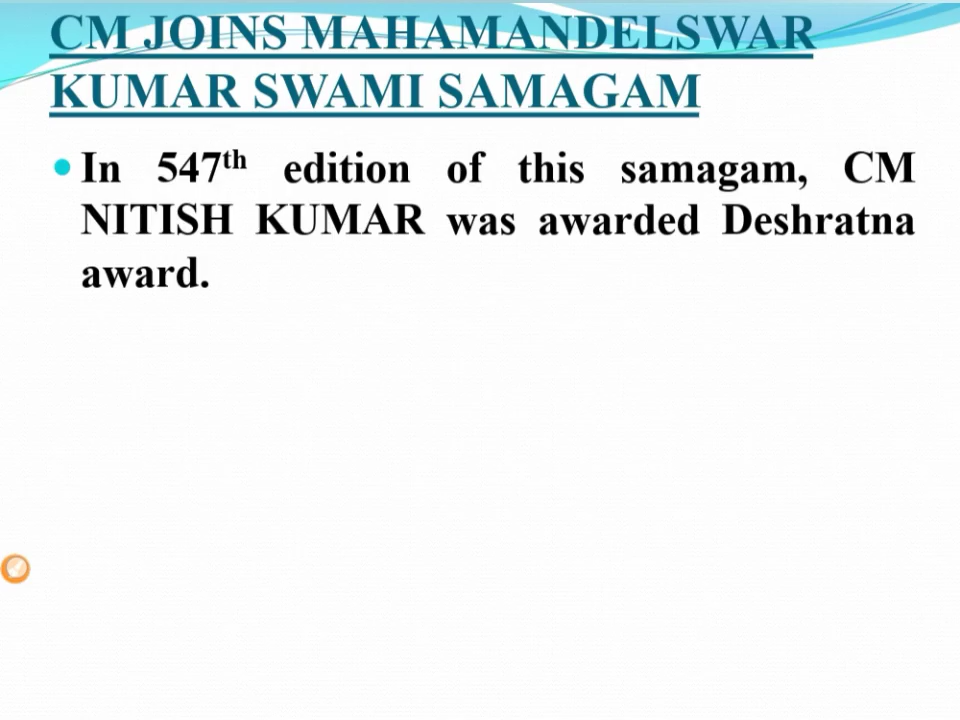 CM JOINS MAHAMANDELSWAR
KUMAR SWAMI SAMAGAM
• In 547th edition of this samagam, CM
NITISH KUMAR was awarded Deshratna
award.